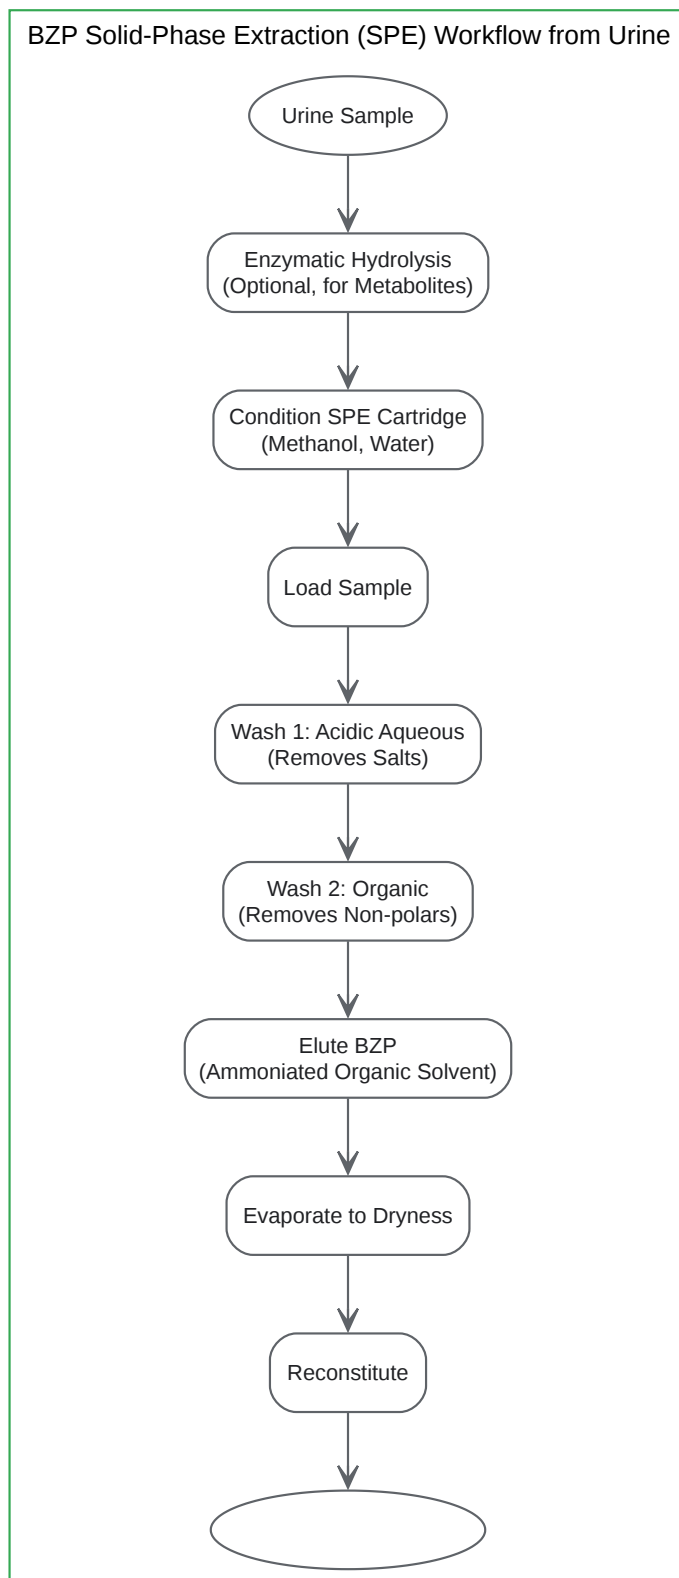 BZP Solid-Phase Extraction (SPE) Workflow from Urine
Urine Sample
Enzymatic Hydrolysis
(Optional, for Metabolites)
Condition SPE Cartridge
(Methanol, Water)
Load Sample
Wash 1: Acidic Aqueous
(Removes Salts)
Wash 2: Organic
(Removes Non-polars)
Elute BZP
(Ammoniated Organic Solvent)
Evaporate to Dryness
Reconstitute